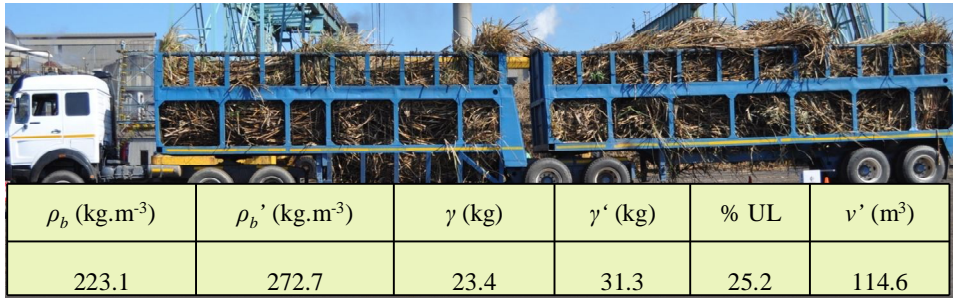 ρb (kg.m-3) ρb’ (kg.m-3) γ (kg) γ‘ (kg) % UL v’ (m3)
223.1 272.7 23.4 31.3 25.2 114.6